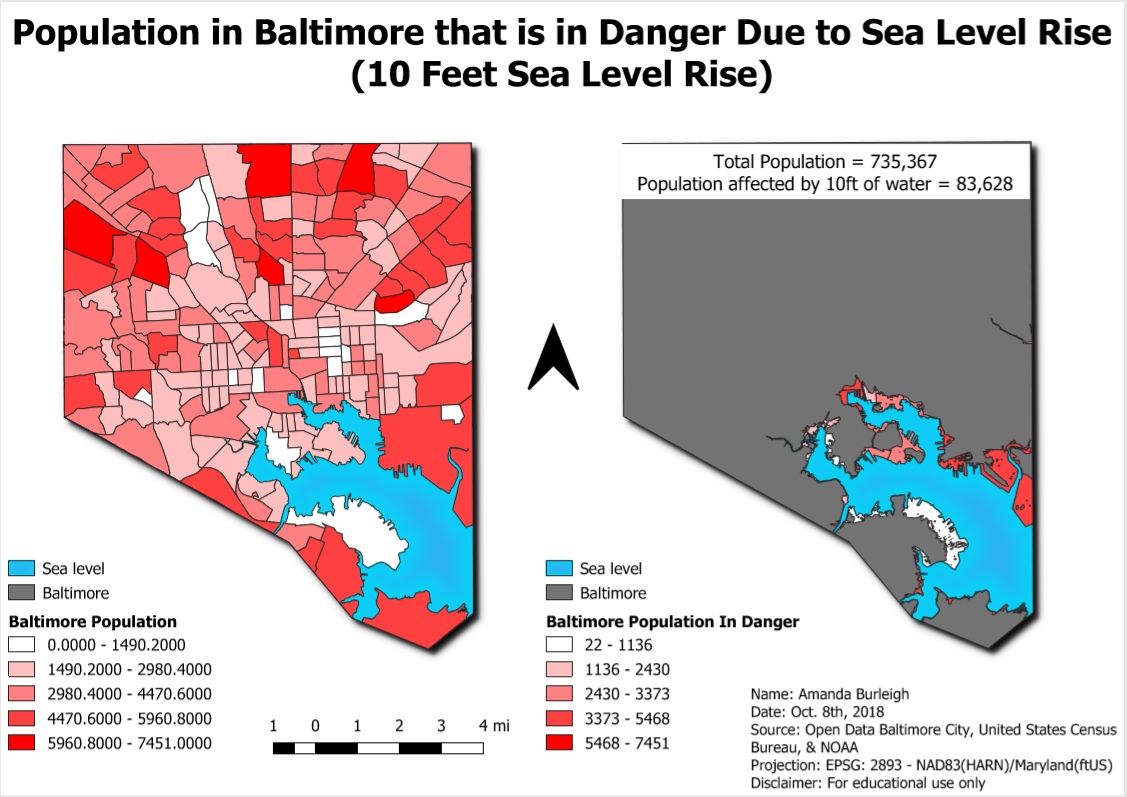 Population in Baltimore that is in Danger Due to Sea Level Rise
(10 Feet Sea Level Rise)
Total Population = 735,367
Population affected by 10ft of water = 83,628
Sea level
Baltimore
Baltimore Population
0.0000 - 1490.2000
1490.2000 - 2980.4000
2980.4000 - 4470.6000
4470.6000 - 5960.8000
5960.8000 - 7451.0000
1 0 1 2 3 4 mi
Sea level
Baltimore
Baltimore Population In Danger
22 - 1136
1136 - 2430
2430 - 3373
3373 - 5468
5468 - 7451
Name: Amanda Burleigh
Date: Oct. 8th, 2018
Source: Open Data Baltimore City, United States Census
Bureau, & NOAA
Projection: EPSG: 2893 - NAD83(HARN)/Maryland(ftUS)
Disclaimer: For educational use only